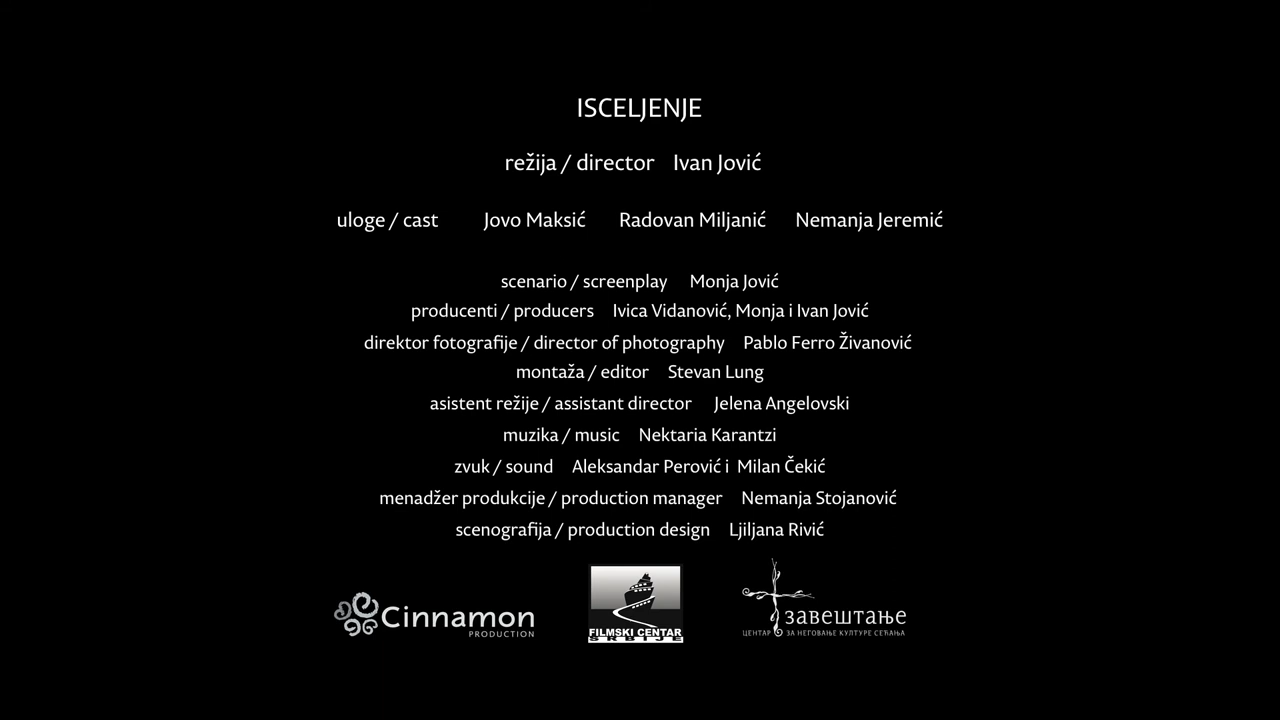 ISCELJENJE
režija / director Ivan Jović
uloge / cast Jovo Maksić Radovan Miljanić Nemanja Jeremić
scenario / screenplay Monja Jović
producenti / producers Ivica Vidanović, Monja i Ivan Jović
direktor fotografije / director of photography Pablo Ferro Živanović
montaža / editor Stevan Lung
asistent režije / assistant director Jelena Angelovski
muzika / music Nektaria Karantzi
zvuk / sound Aleksandar Perović i Milan Čekić
menadžer produkcije / production manager Nemanja Stojanović
scenografija / production design Ljiljana Rivić
Cinnamon
PRODUCTION
FILMSKI CENTAR
SRBIJE
завештање
ЦЕНТАР ЗА НЕГОВАЊЕ КУЛТУРЕ СЕЋАЊА